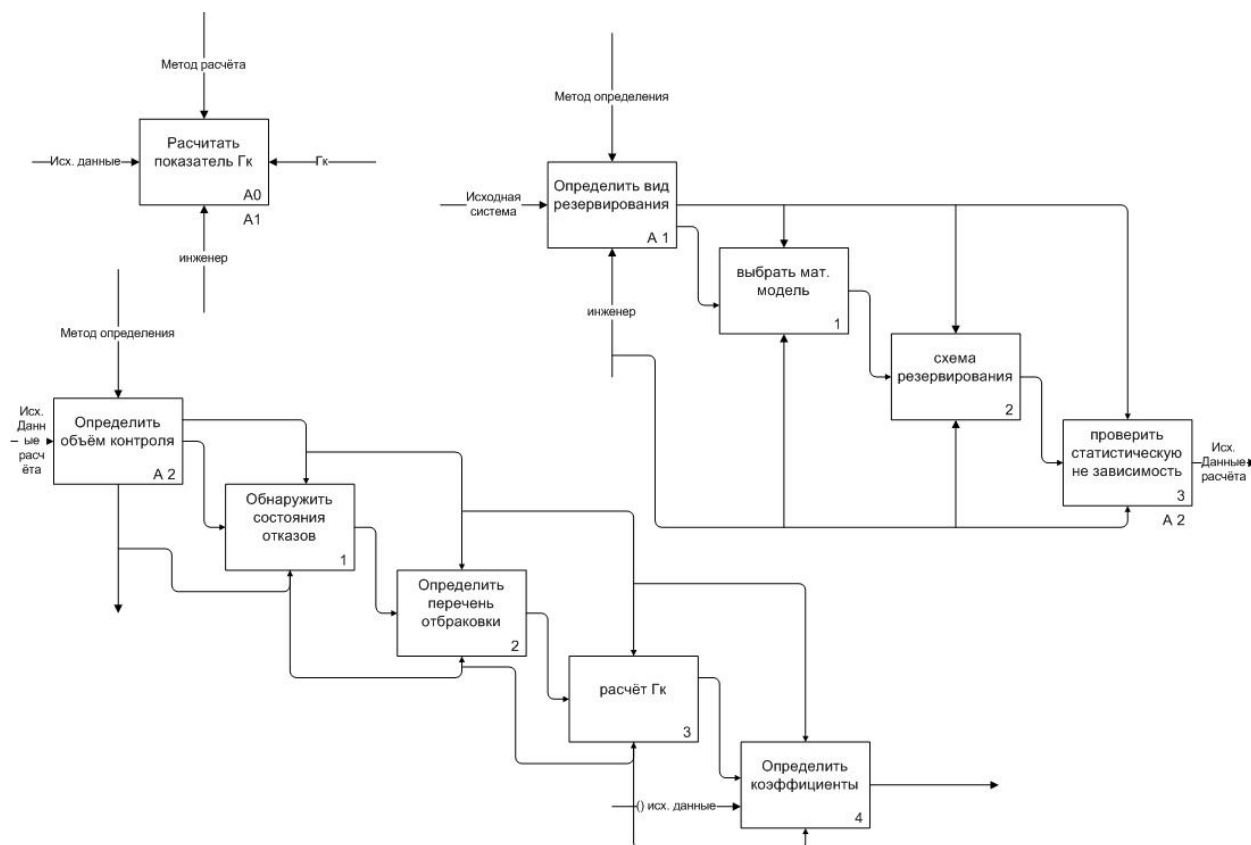 Метод расчёта
Исх. данные
Расчитать
показатель Гк
А0
Гк
А1
инженер
Метод определения
Исходная
система
Определить вид
резервирования
А 1
инженер
выбрать мат.
модель
1
схема
резервирования
2
проверить
статистическую
не зависимость
3
А 2
Исх.
Данные
расчёта
Метод определения
Исх.
Данн
ые
расч
ёта
Определить
объём контроля
А 2
Обнаружить
состояния
отказов
1
Определить
перечень
отбраковки
2
расчёт Гк
3
() исх. данные
Определить
коэффициенты
4